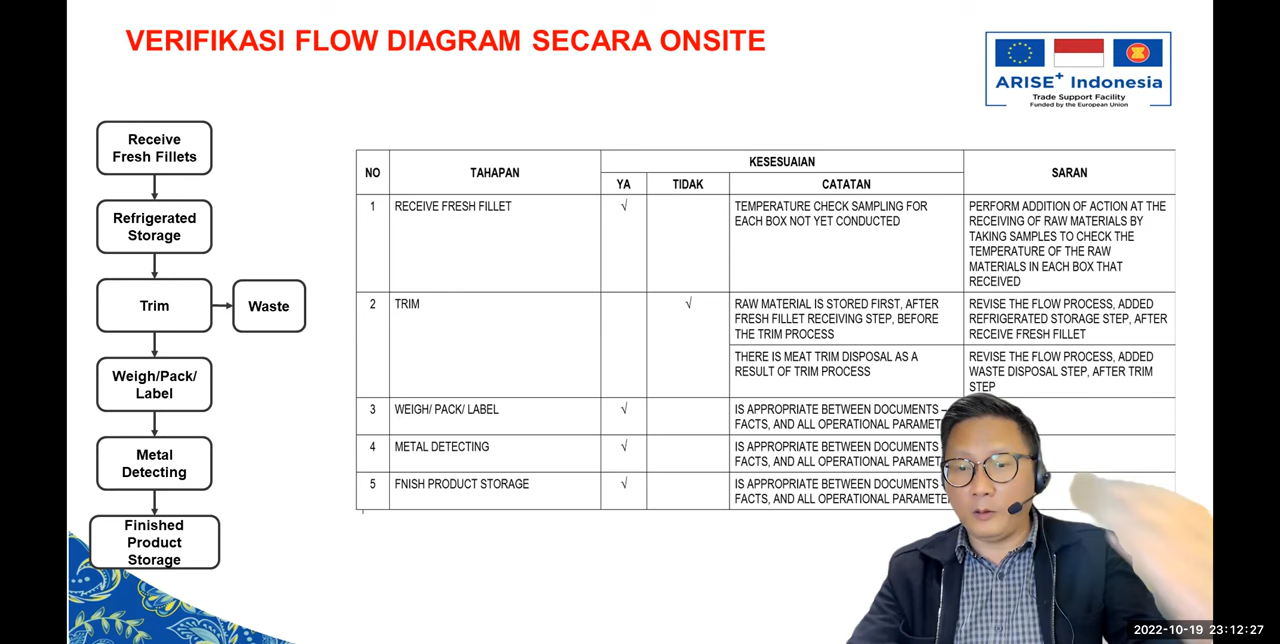 VERIFIKASI FLOW DIAGRAM SECARA ONSITE
ARISE+ Indonesia
Trade Support Facility
Funded by the European Union
Receive
Fresh Fillets
Refrigerated
Storage
Trim
Waste
Weigh/Pack/
Label
Metal
Detecting
Finished
Product
Storage
NO
TAHAPAN
KESESUAIAN
SARAN
YA
TIDAK
CATATAN
1
RECEIVE FRESH FILLET
√
TEMPERATURE CHECK SAMPLING FOR
EACH BOX NOT YET CONDUCTED
PERFORM ADDITION OF ACTION AT THE
RECEIVING OF RAW MATERIALS BY
TAKING SAMPLES TO CHECK THE
TEMPERATURE OF THE RAW
MATERIALS IN EACH BOX THAT
RECEIVED
2
TRIM
√
RAW MATERIAL IS STORED FIRST, AFTER
FRESH FILLET RECEIVING STEP, BEFORE
THE TRIM PROCESS
REVISE THE FLOW PROCESS, ADDED
REFRIGERATED STORAGE STEP, AFTER
RECEIVE FRESH FILLET
THERE IS MEAT TRIM DISPOSAL AS A
RESULT OF TRIM PROCESS
REVISE THE FLOW PROCESS, ADDED
WASTE DISPOSAL STEP, AFTER TRIM
STEP
3
WEIGH/ PACK/ LABEL
√
IS APPROPRIATE BETWEEN DOCUMENTS –
FACTS, AND ALL OPERATIONAL
4
METAL DETECTING
√
IS APPROPRIATE BETWEEN DOCUMENTS
FACTS, AND ALL OPERATIONAL
5
FNISH PRODUCT STORAGE
√
IS APPROPRIATE BETWEEN DOCUMENTS
FACTS, AND ALL OPERATIONAL
2022-10-19 23:12:27